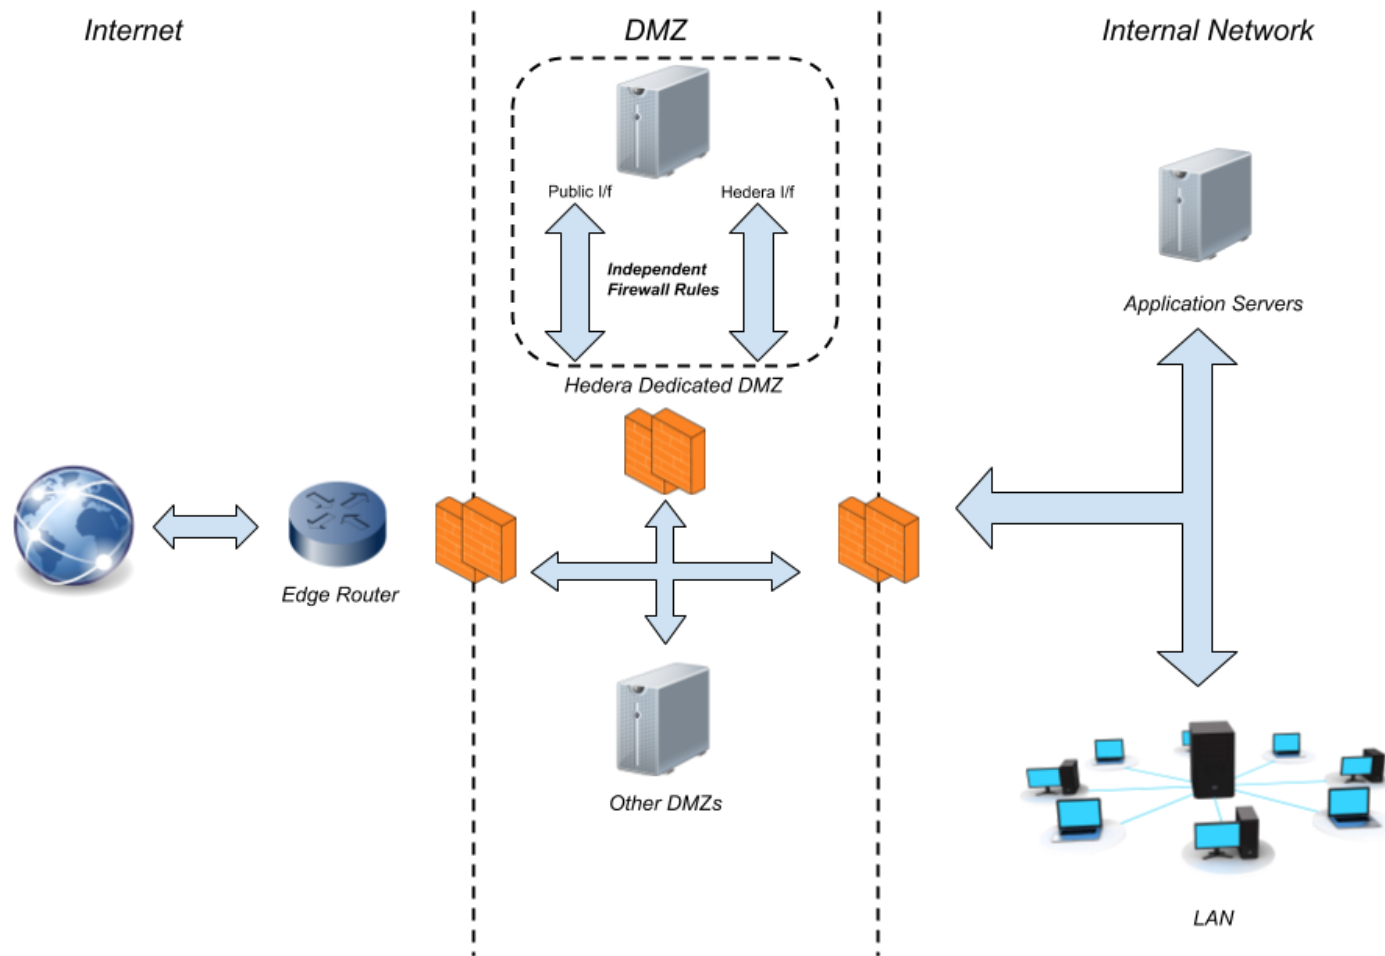 Internet
DMZ
Internal Network
Public I/f
Hedera I/f
Independent
Firewall Rules
Application Servers
Hedera Dedicated DMZ
Edge Router
Other DMZs
LAN